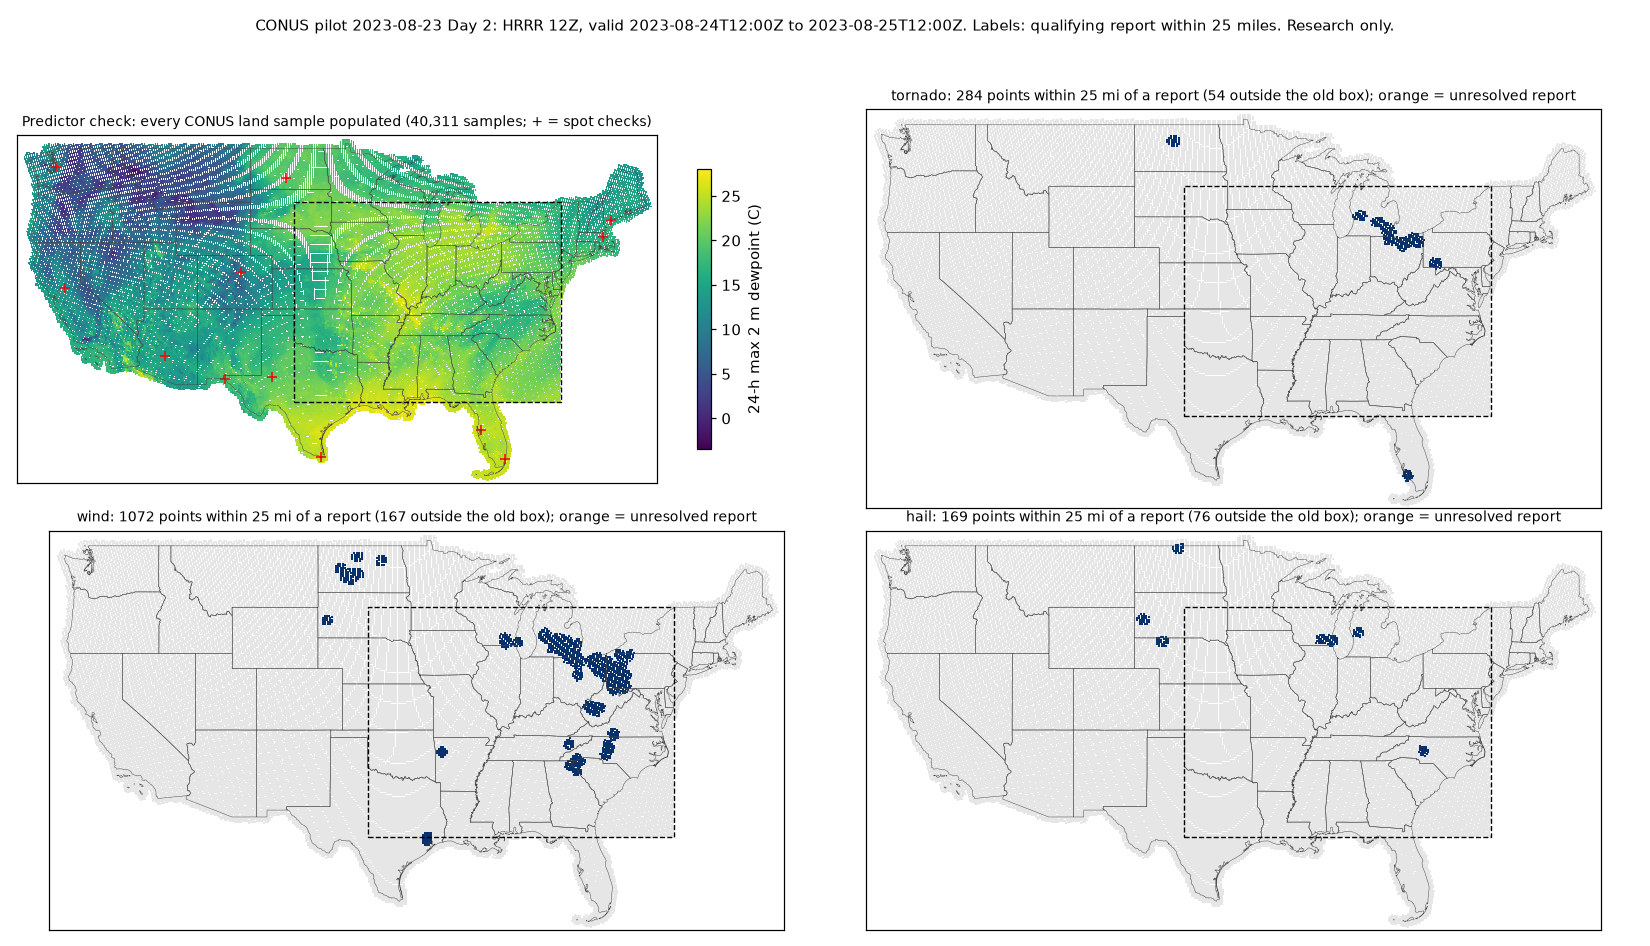 CONUS pilot 2023-08-23 Day 2: HRRR 12Z, valid 2023-08-24T12:00Z to 2023-08-25T12:00Z. Labels: qualifying report within 25 miles. Research only.
Predictor check: every CONUS land sample populated (40,311 samples; + = spot checks)
25
20
15
10
5
0
24-h max 2 m dewpoint (C)
tornado: 284 points within 25 mi of a report (54 outside the old box); orange = unresolved report
wind: 1072 points within 25 mi of a report (167 outside the old box); orange = unresolved report
hail: 169 points within 25 mi of a report (76 outside the old box); orange = unresolved report